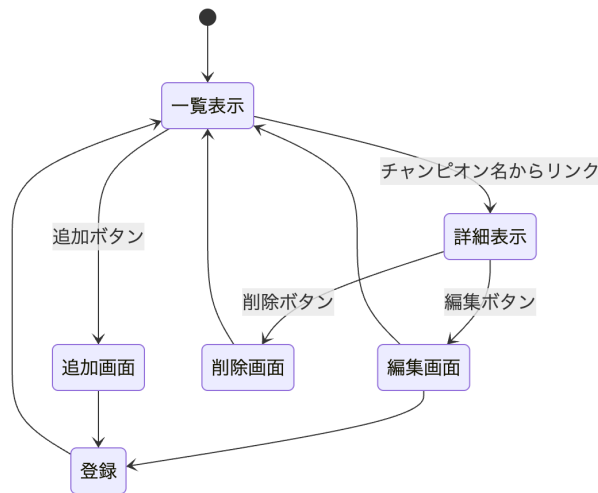 一覧表示
チャンピオン名からリンク
追加ボタン
詳細表示
削除ボタン
編集ボタン
追加画面
削除画面
編集画面
登録